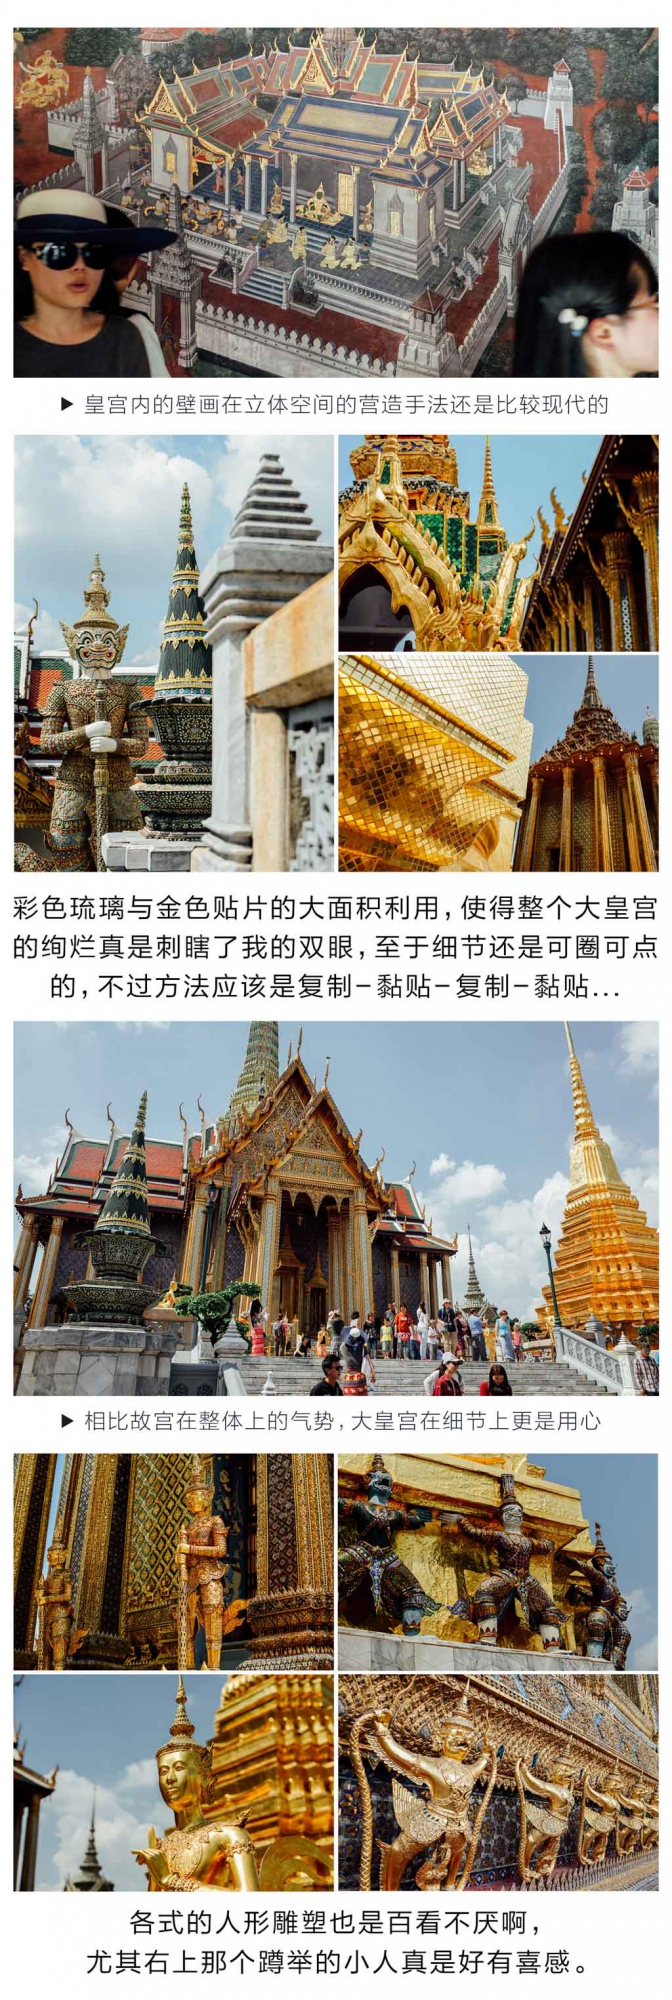 ▶ 皇宫内的壁画在立体空间的营造手法还是比较现代的
彩色琉璃与金色贴片的大面积利用，使得整个大皇宫
的绚烂真是刺瞎了我的双眼，至于细节还是可圈可点
的，不过方法应该是复制-黏贴-复制-黏贴...
▶ 相比故宫在整体上的气势，大皇宫在细节上更是用心
各式的人形雕塑也是百看不厌啊，
尤其右上那个蹲举的小人真是好有喜感。